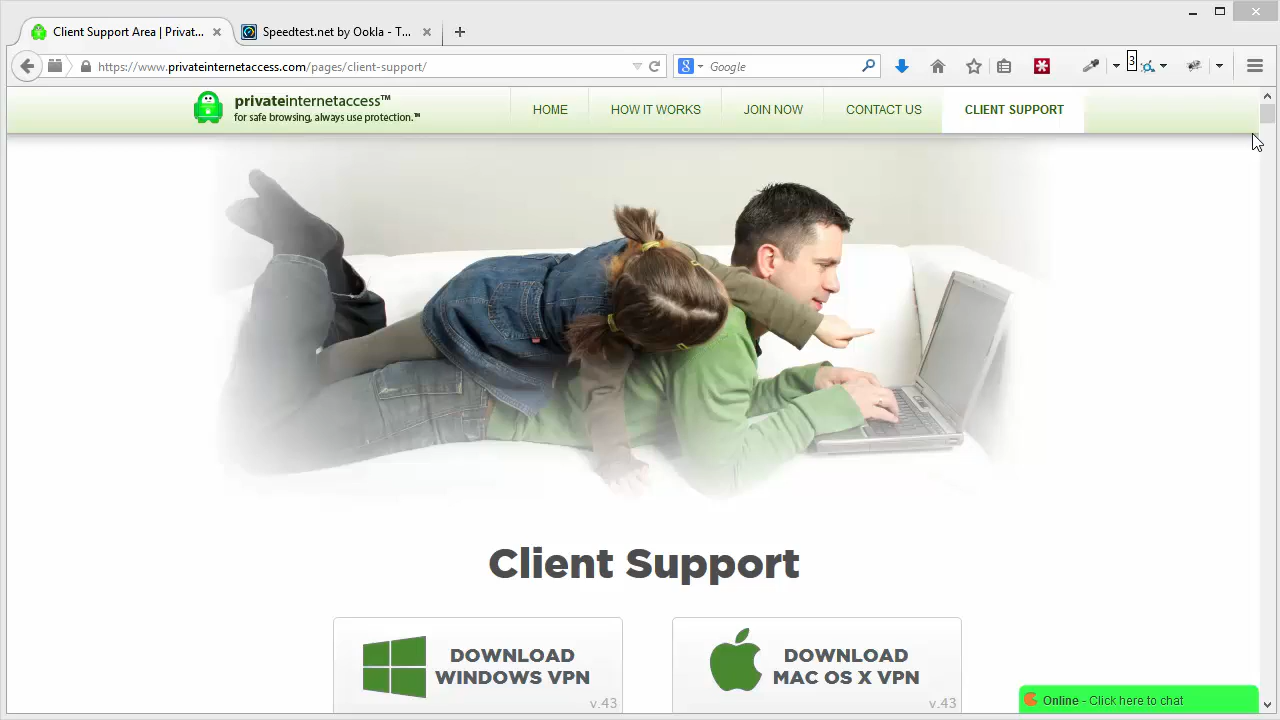 Client Support Area | Privat...
Speedtest.net by Ookla - T...
https://www.privateinternetaccess.com/pages/client-support/
Google
3
privateinternetaccess™
for safe browsing, always use protection.™
HOME
HOW IT WORKS
JOIN NOW
CONTACT US
CLIENT SUPPORT
Client Support
DOWNLOAD
WINDOWS VPN
v.43
DOWNLOAD
MAC OS X VPN
v.43
Online - Click here to chat